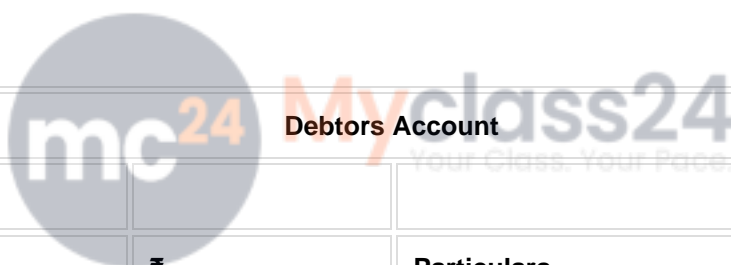 mc24 Myclass24
Debtors Account
Your Class. Your Pace.
₹ Particulars